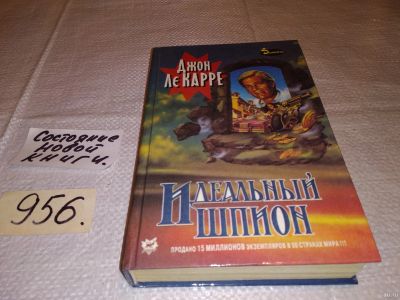 Состояние
новой
книги.
956.
Джон
Ле КАРРЕ
ИДЕАЛЬНЫЙ
ШПИОН
ПРОДАНО 15 МИЛЛИОНОВ ЭКЗЕМПЛЯРОВ В 50 СТРАНАХ МИРА!!!